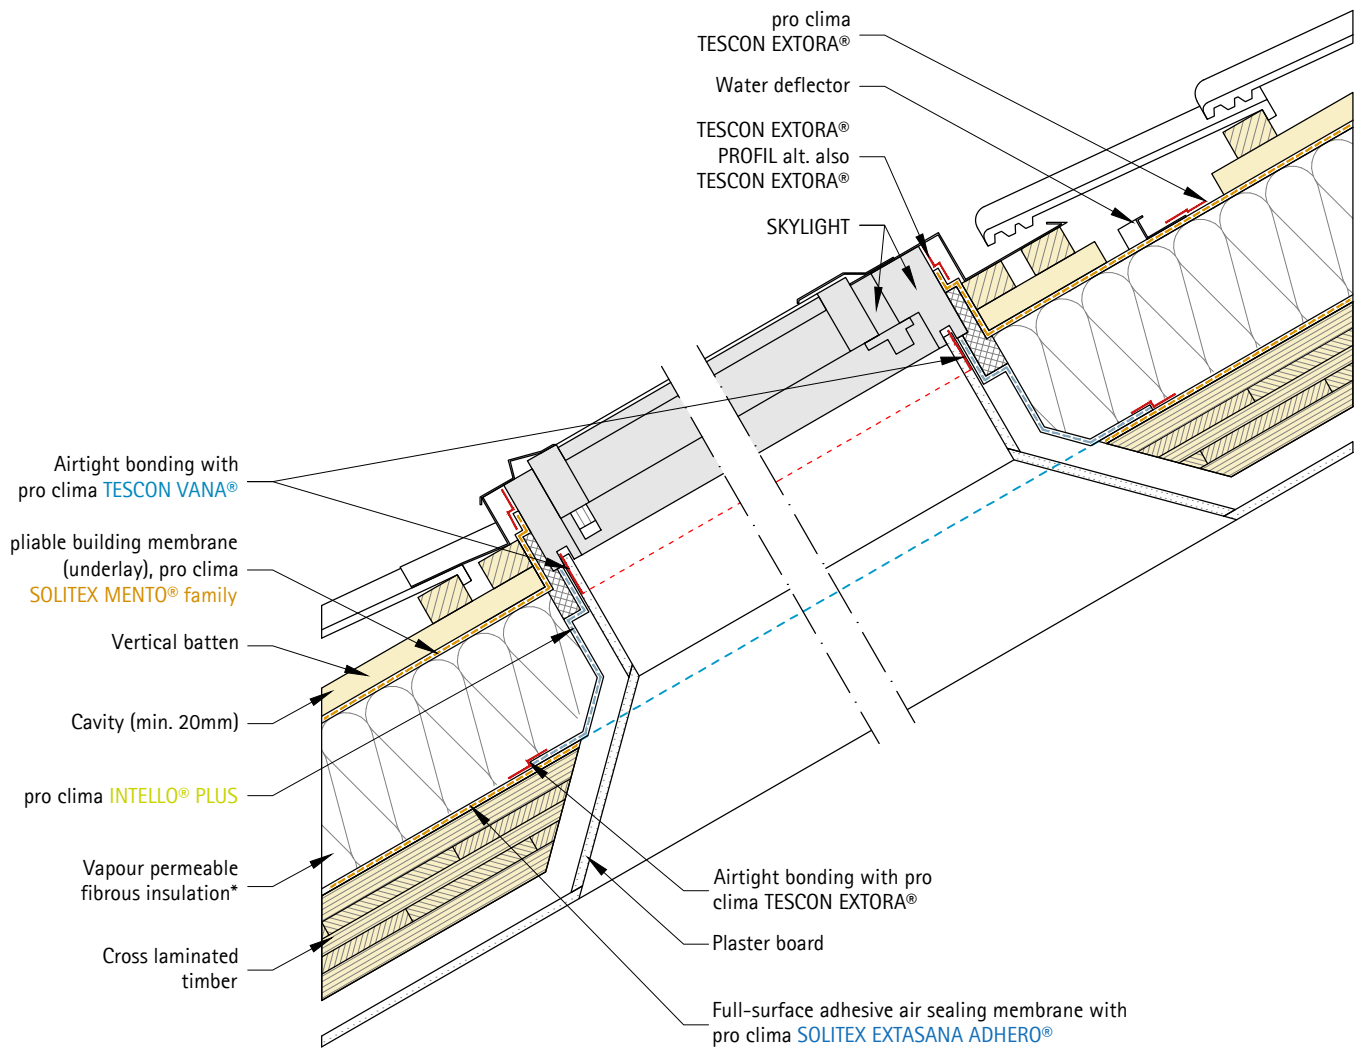 pro clima
TESCON EXTORA®
Water deflector
TESCON EXTORA®
PROFIL alt. also
TESCON EXTORA®
SKYLIGHT
Airtight bonding with
pro clima TESCON VANA®
pliable building membrane
(underlay), pro clima
SOLITEX MENTO® family
Vertical batten
Cavity (min. 20mm)
pro clima INTELLO® PLUS
Vapour permeable
fibrous insulation*
Cross laminated
timber
Airtight bonding with pro
clima TESCON EXTORA®
Plaster board
Full-surface adhesive air sealing membrane with
pro clima SOLITEX EXTASANA ADHERO®